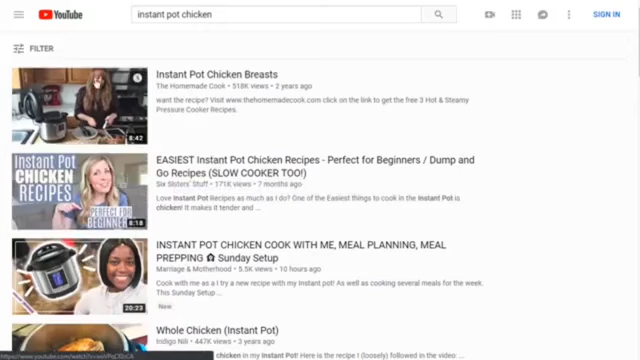 YouTube
instant pot chicken
SIGN IN
FILTER
Instant Pot Chicken Breasts
The Homemade Cook • 518K views • 2 years ago
want the recipe? Visit www.thehomemadecook.com click on the link to get the free 3 Hot & Steamy
Pressure Cooker Recipes.
8:42
EASIEST Instant Pot Chicken Recipes - Perfect for Beginners / Dump and
Go Recipes (SLOW COOKER TOO!)
Six Sisters' Stuff • 171K views • 7 months ago
Love Instant Pot Recipes as much as I do? One of the Easiest things to cook in the Instant Pot is
chicken! It makes it tender and ...
Instant Pot
CHICKEN
RECIPES
PERFECT FOR
BEGINNER
8:18
INSTANT POT CHICKEN COOK WITH ME, MEAL PLANNING, MEAL
PREPPING Sunday Setup
Marriage & Motherhood • 5.5K views • 10 hours ago
Cook with me as I try a new recipe with my Instant pot! As well as cooking several meals for the week.
This Sunday Setup ...
New
20:23
Whole Chicken (Instant Pot)
Indigo Nili • 447K views • 3 years ago
chicken in my Instant Pot! Here is the recipe I (loosely) followed in the video: ...